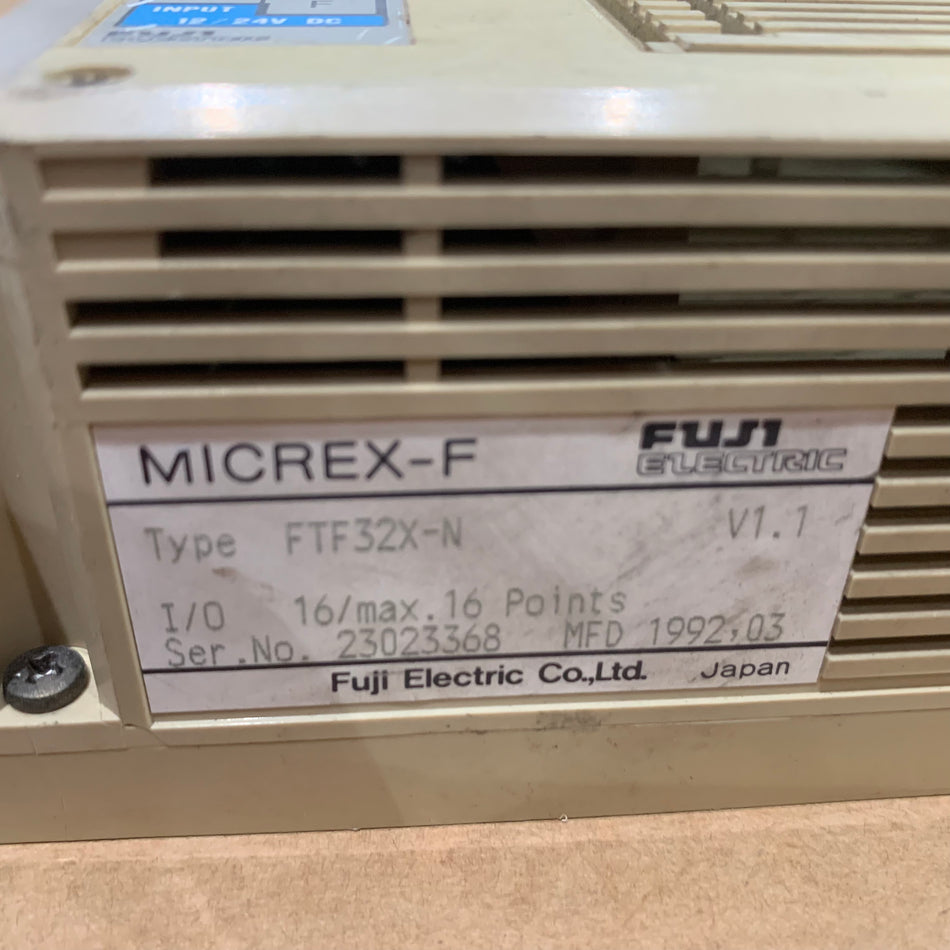 INPUT
12/24V DC
FUJI
MICREX-F
FUJI
ELECTRIC
Type FTF32X-N V1.1
I/O 16/max.16 Points
Ser.No. 23023368 MFD 1992,03
Fuji Electric Co.,Ltd. Japan